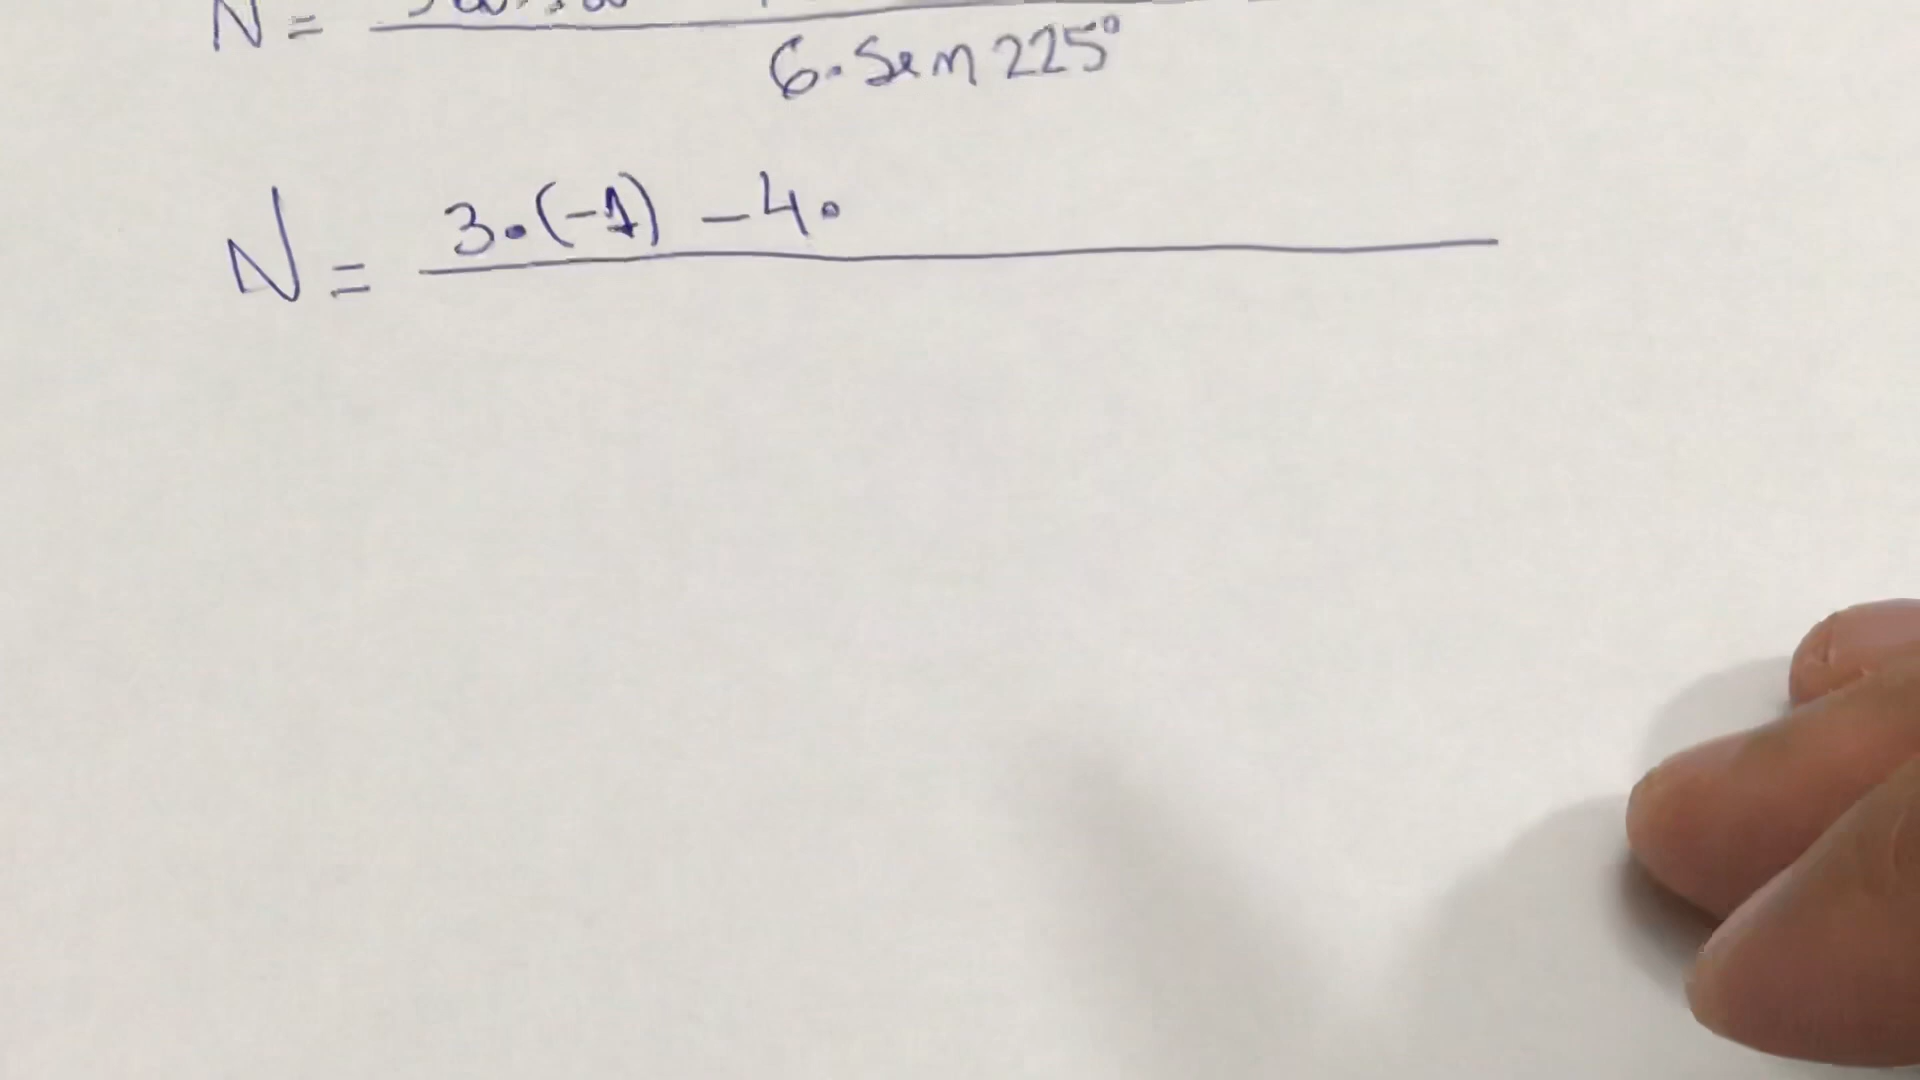 N =
6·Sen 225°
3·(-1) -4·
N =